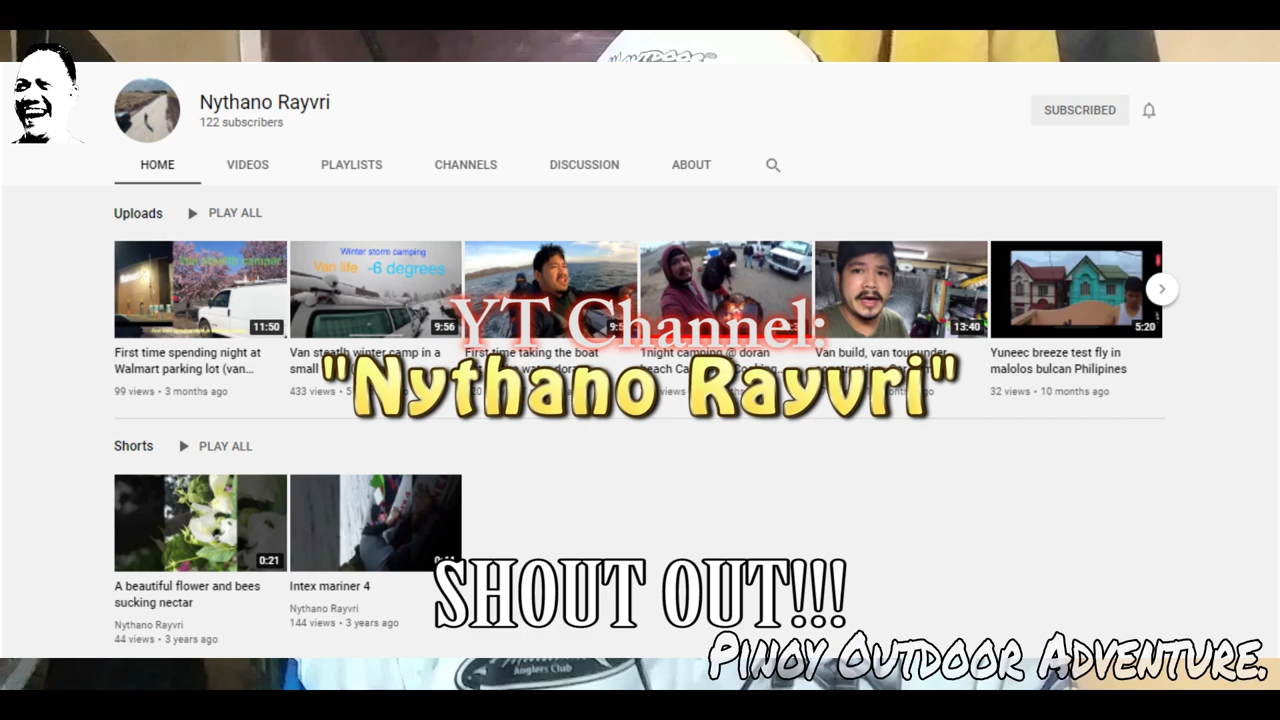 Nythano Rayvri
122 subscribers
SUBSCRIBED
HOME VIDEOS PLAYLISTS CHANNELS DISCUSSION ABOUT
Uploads PLAY ALL
Van stealth camper
11:50
Winter storm camping
Van life -6 degrees
9:56
13:40
5:20
First time spending night at
Walmart parking lot (van...
99 views • 3 months ago
Van stealth winter camp in a
small
433 views
First time taking the boat
1night camping @ doran
Van build, van tour under
Yuneec breeze test fly in
malolos bulcan Philipines
32 views • 10 months ago
YT Channel:
"Nythano Rayvri"
Shorts PLAY ALL
0:21
A beautiful flower and bees
sucking nectar
Nythano Rayvri
44 views • 3 years ago
Intex mariner 4
Nythano Rayvri
144 views • 3 years ago
SHOUT OUT!!!
Anglers Club
Pinoy Outdoor Adventure.